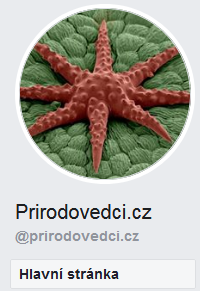 Prirodovedci.cz
@prirodovedci.cz
Hlavní stránka